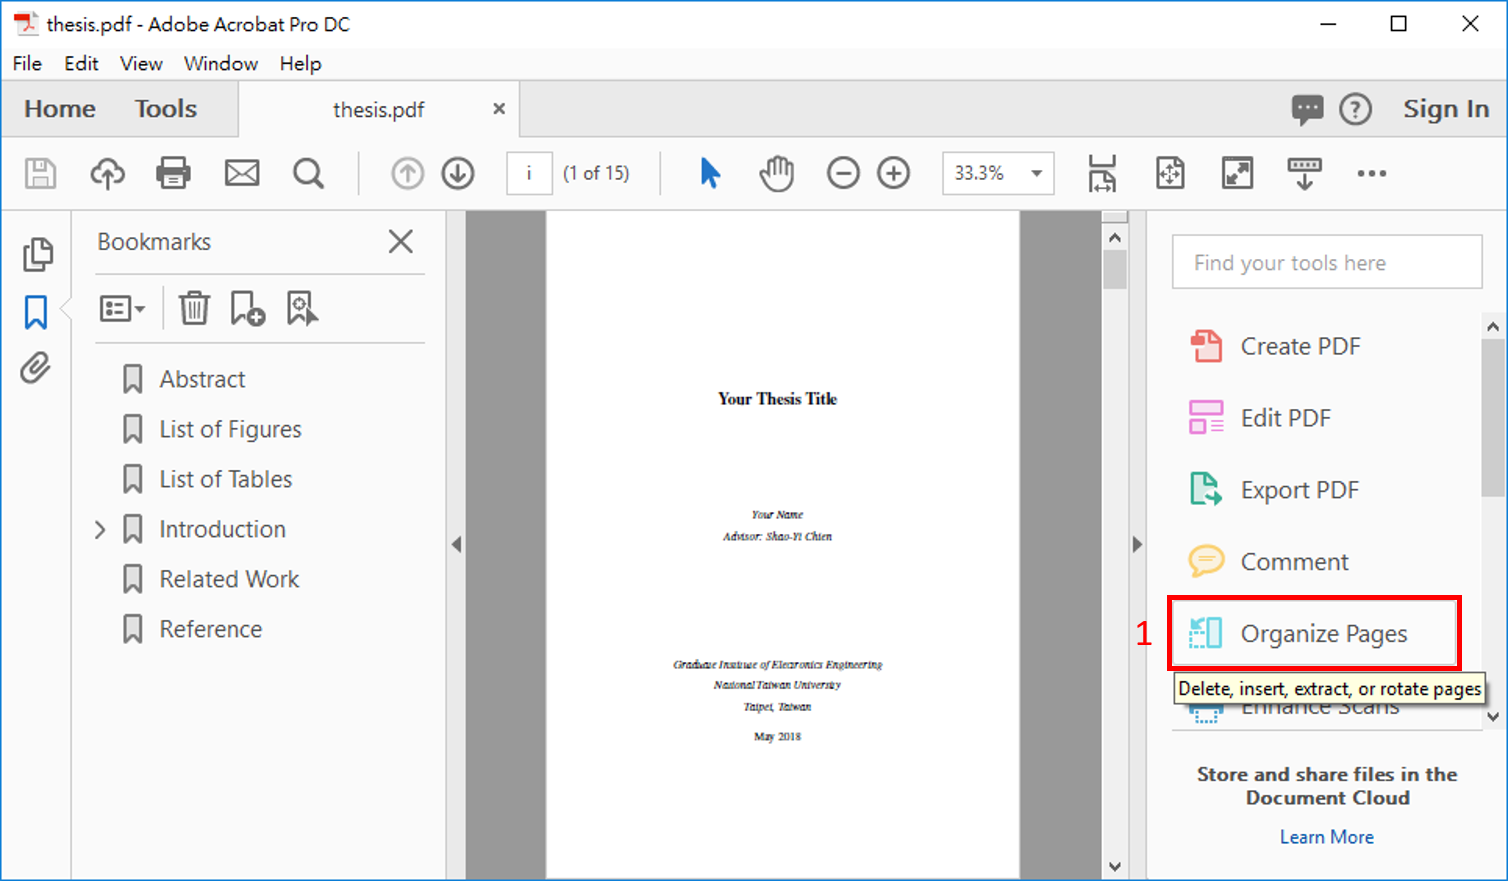 thesis.pdf - Adobe Acrobat Pro DC
File Edit View Window Help
Home Tools thesis.pdf Sign In
i (1 of 15) 33.3%
Bookmarks
Abstract
List of Figures
List of Tables
Introduction
Related Work
Reference
Your Thesis Title
Your Name
Advisor: Shao-Yi Chien
Graduate Institute of Electronics Engineering
National Taiwan University
Taipei, Taiwan
May 2018
Find your tools here
Create PDF
Edit PDF
Export PDF
Comment
1 Organize Pages
Delete, insert, extract, or rotate pages
Enhance Scans
Store and share files in the
Document Cloud
Learn More